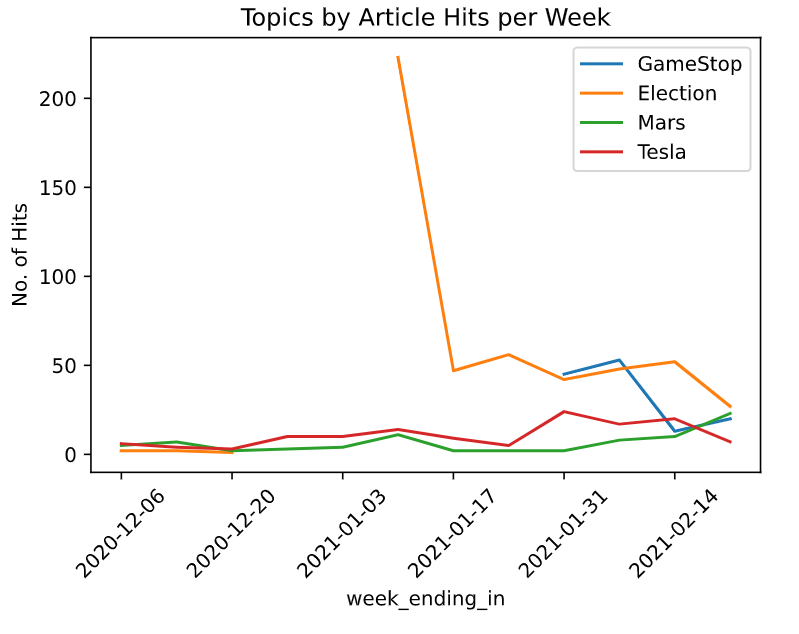 Topics by Article Hits per Week
GameStop
Election
Mars
Tesla
200
150
100
50
0
No. of Hits
2020-12-06
2020-12-20
2021-01-03
2021-01-17
2021-01-31
2021-02-14
week_ending_in